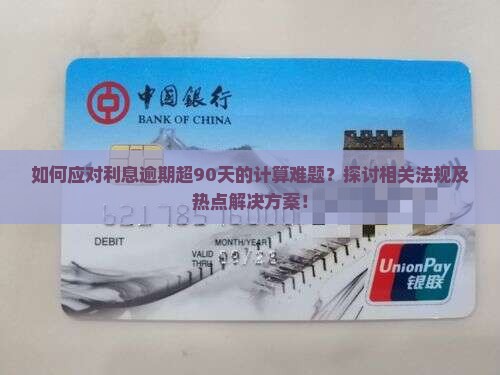 中国银行
BANK OF CHINA
如何应对利息逾期超90天的计算难题？探讨相关法规及
热点解决方案！
DEBIT
MONTH/YEAR
VALID
THRU
UnionPay
银联